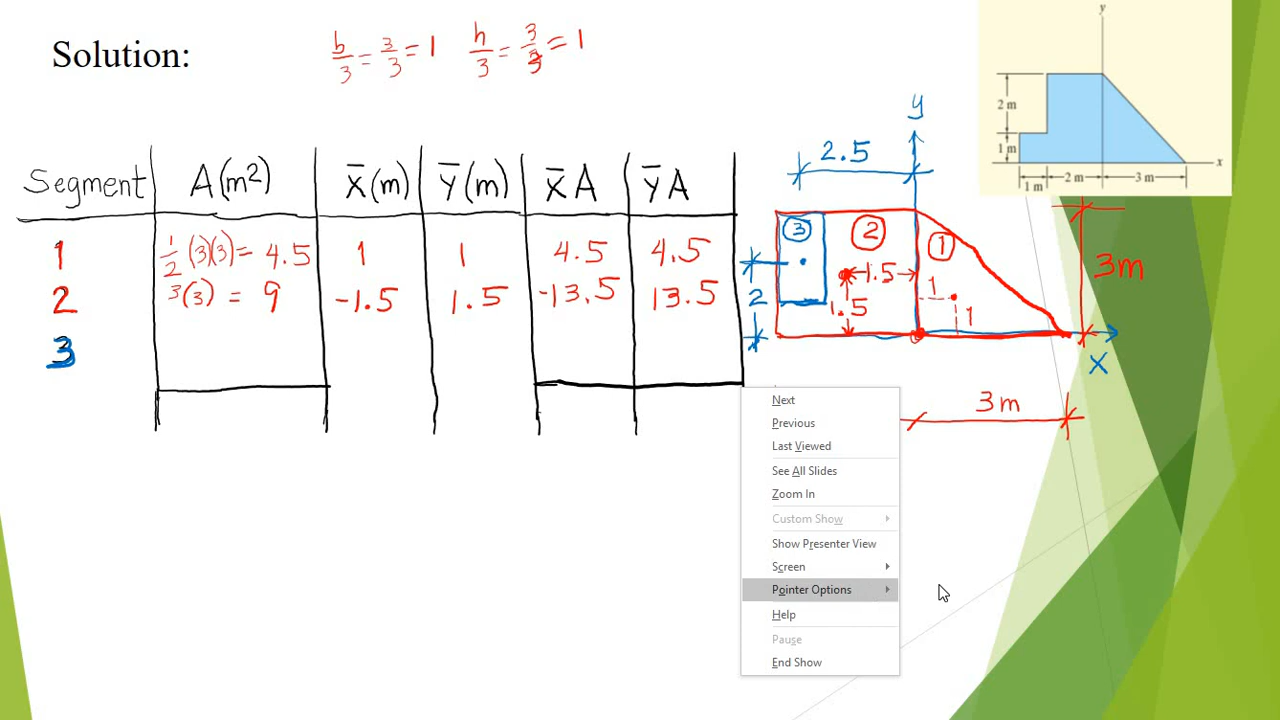 Solution:
b/3 = 3/3 = 1 h/3 = 3/3 = 1
Segment A(m²) x̄(m) ȳ(m) x̄A ȳA
1 1/2 (3)(3) = 4.5 1 1 4.5 4.5
2 3(3) = 9 -1.5 1.5 -13.5 13.5
3
y
2 m
1 m
x
1 m
2 m
3 m
y
2.5
3
2
1
1.5
3m
1
2
1.5
1
x
3m
Next
Previous
Last Viewed
See All Slides
Zoom In
Custom Show
Show Presenter View
Screen
Pointer Options
Help
Pause
End Show